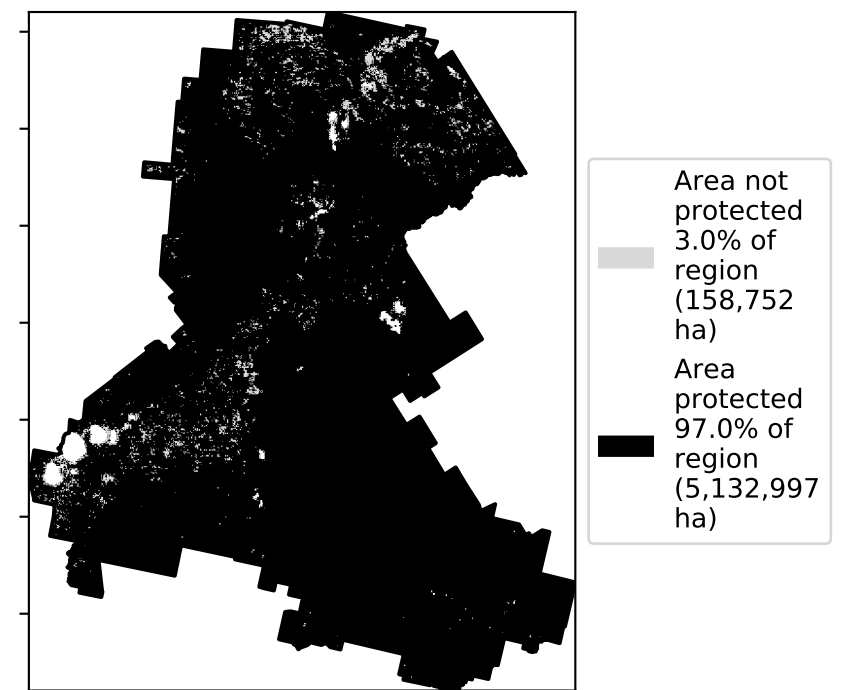 Area not
protected
3.0% of
region
(158,752
ha)
Area
protected
97.0% of
region
(5,132,997
ha)